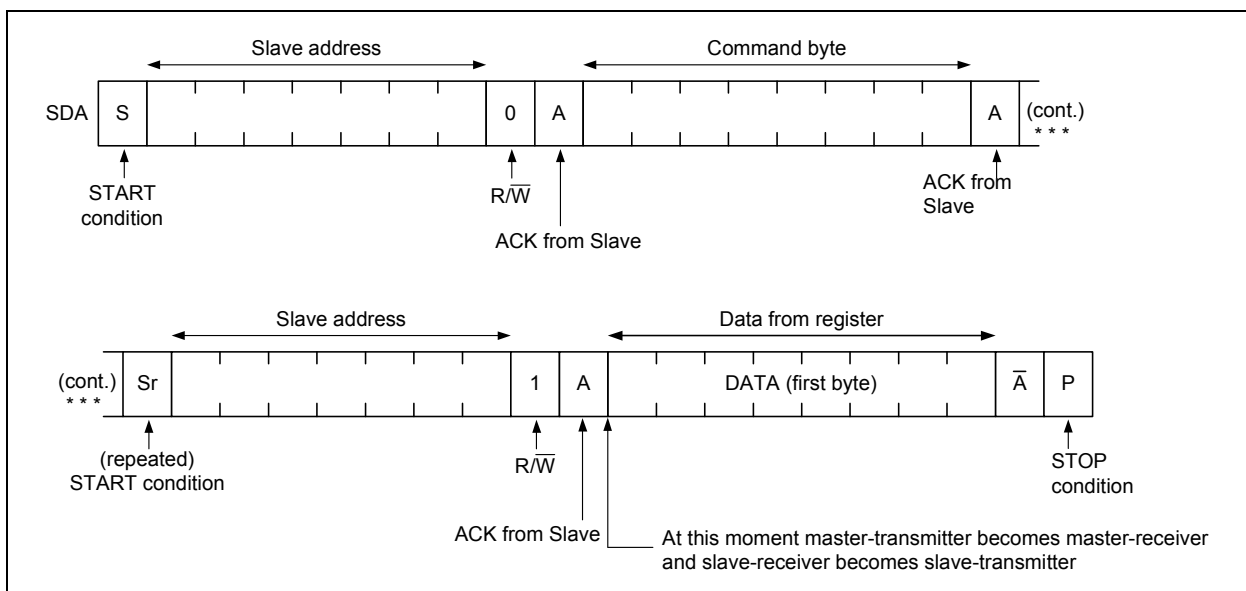 Slave address Command byte
SDA S 0 A A (cont.)
* * *
START
condition
R/W̅
ACK from Slave
ACK from
Slave
Slave address Data from register
(cont.) Sr 1 A DATA (first byte) A̅ P
* * *
(repeated)
START condition
R/W̅
STOP
condition
ACK from Slave
At this moment master-transmitter becomes master-receiver
and slave-receiver becomes slave-transmitter